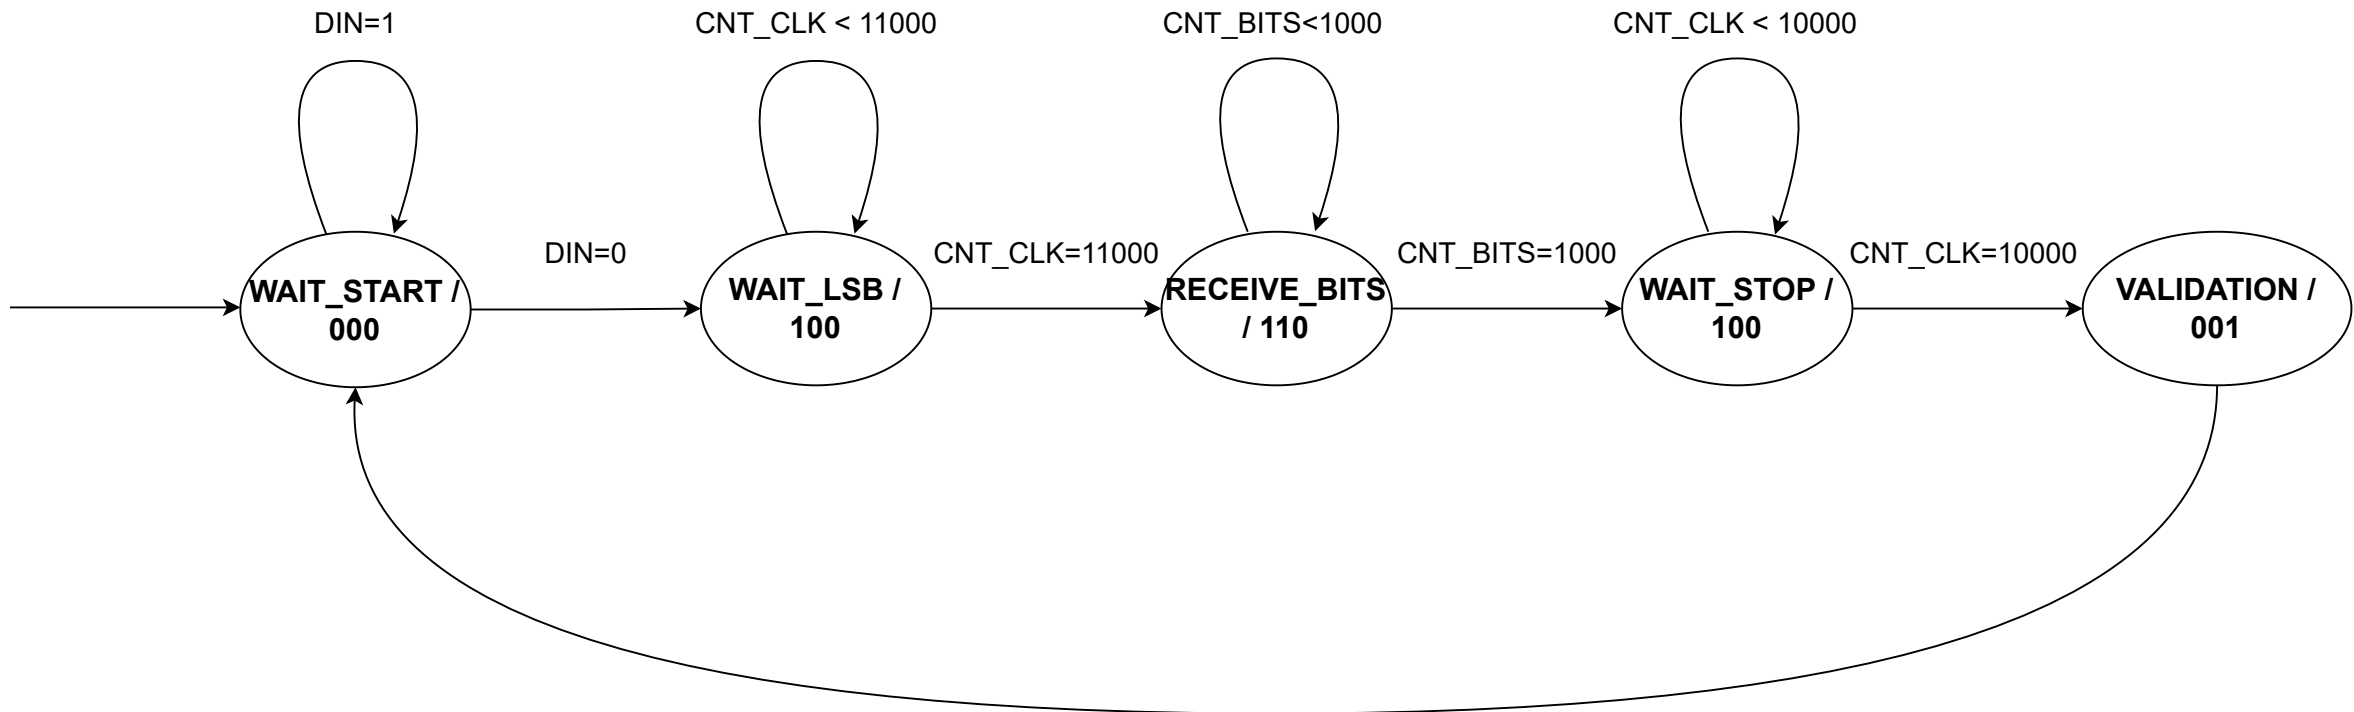 DIN=1
CNT_CLK < 11000
CNT_BITS<1000
CNT_CLK < 10000
DIN=0
CNT_CLK=11000
CNT_BITS=1000
CNT_CLK=10000
WAIT_START /
000
WAIT_LSB /
100
RECEIVE_BITS
/ 110
WAIT_STOP /
100
VALIDATION /
001